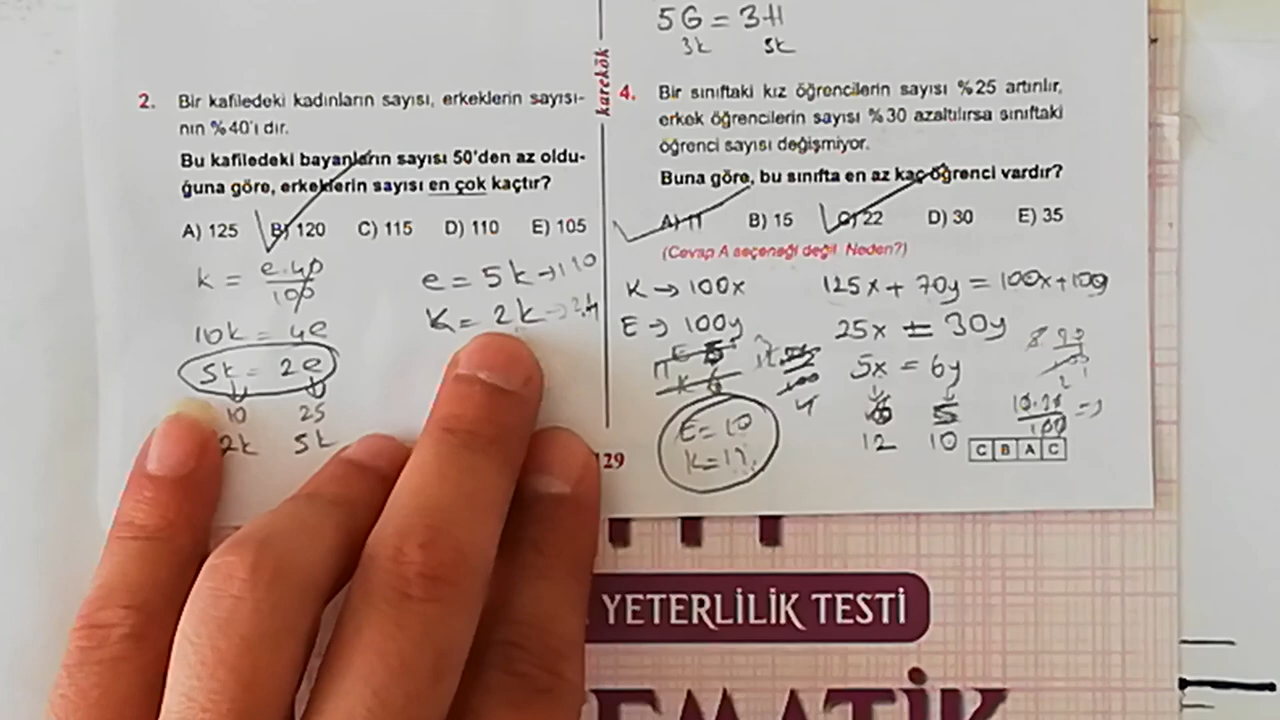 2. Bir kafiledeki kadınların sayısı, erkeklerin sayısı-
nın %40'ı dır.
Bu kafiledeki bayanların sayısı 50'den az oldu-
ğuna göre, erkeklerin sayısı en çok kaçtır?
A) 125 B) 120 C) 115 D) 110 E) 105
k = e.40
100
10k = 4e
5k = 2e
10 25
2k 5k
e = 5k → 110
K = 2k →
karekök
129
5G = 3H
3k 5k
4. Bir sınıftaki kız öğrencilerin sayısı %25 artırılır,
erkek öğrencilerin sayısı %30 azaltılırsa sınıftaki
öğrenci sayısı değişmiyor.
Buna göre, bu sınıfta en az kaç öğrenci vardır?
A) 11 B) 15 C) 22 D) 30 E) 35
(Cevap A seçeneği değil. Neden?)
K → 100x
E → 100y
E = 10
K = 12
125x + 70y = 100x + 100y
25x = 30y
5x = 6y
6 5
12 10
C B A C
YETERLİLİK TESTİ